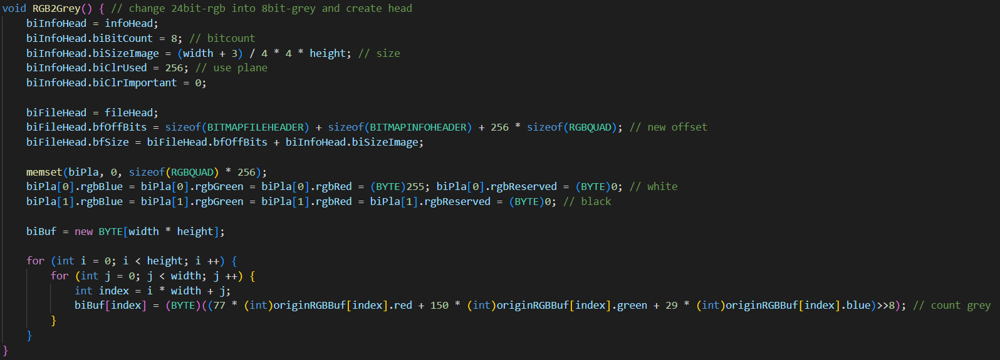 void RGB2Grey() { // change 24bit-rgb into 8bit-grey and create head
    biInfoHead = infoHead;
    biInfoHead.biBitCount = 8; // bitcount
    biInfoHead.biSizeImage = (width + 3) / 4 * 4 * height; // size
    biInfoHead.biClrUsed = 256; // use plane
    biInfoHead.biClrImportant = 0;

    biFileHead = fileHead;
    biFileHead.bfOffBits = sizeof(BITMAPFILEHEADER) + sizeof(BITMAPINFOHEADER) + 256 * sizeof(RGBQUAD); // new offset
    biFileHead.bfSize = biFileHead.bfOffBits + biInfoHead.biSizeImage;

    memset(biPla, 0, sizeof(RGBQUAD) * 256);
    biPla[0].rgbBlue = biPla[0].rgbGreen = biPla[0].rgbRed = (BYTE)255; biPla[0].rgbReserved = (BYTE)0; // white
    biPla[1].rgbBlue = biPla[1].rgbGreen = biPla[1].rgbRed = biPla[1].rgbReserved = (BYTE)0; // black

    biBuf = new BYTE[width * height];

    for (int i = 0; i < height; i ++) {
        for (int j = 0; j < width; j ++) {
            int index = i * width + j;
            biBuf[index] = (BYTE)((77 * (int)originRGBBuf[index].red + 150 * (int)originRGBBuf[index].green + 29 * (int)originRGBBuf[index].blue)>>8); // count grey
        }
    }
}